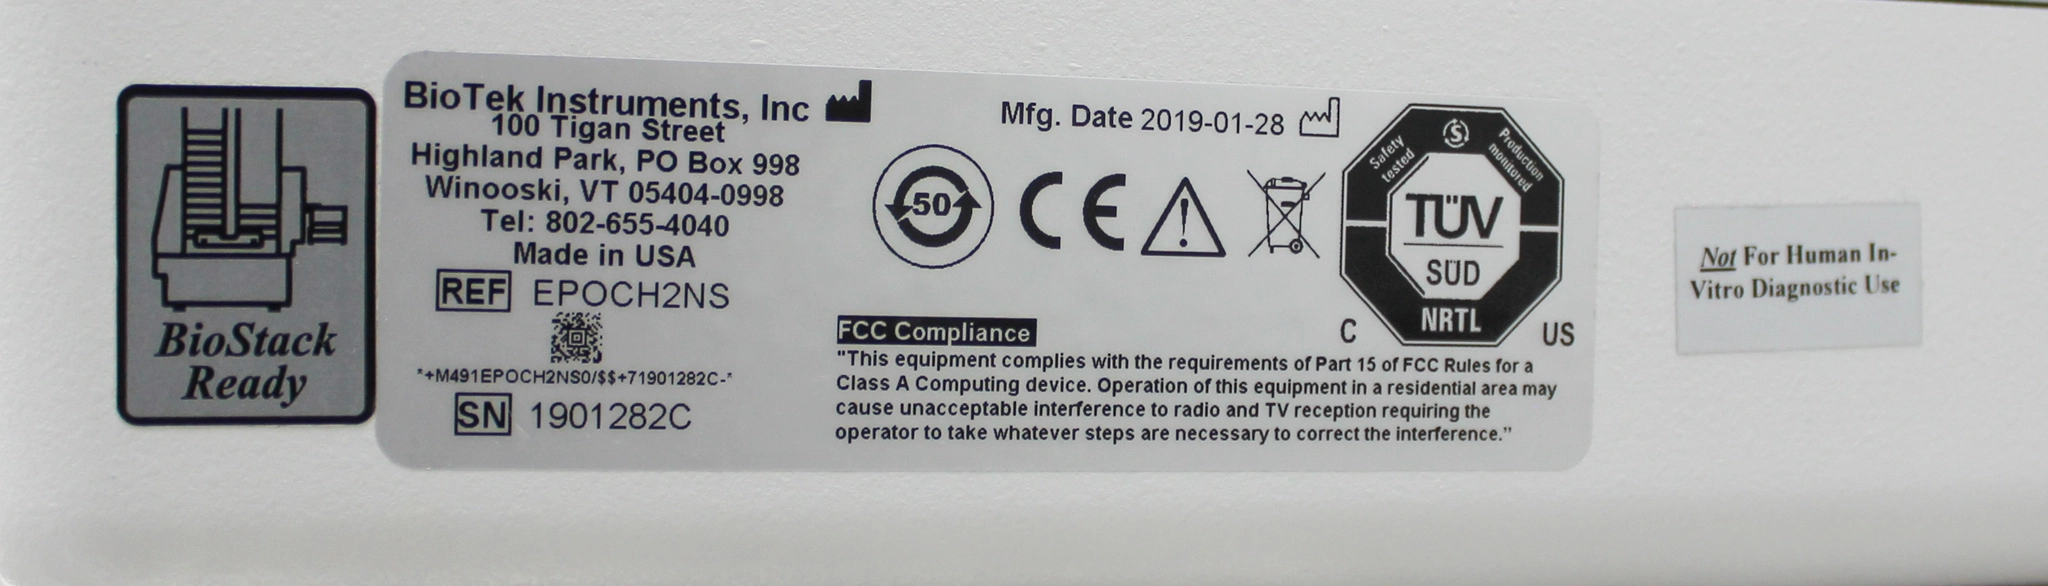 BioStack
Ready
BioTek Instruments, Inc
100 Tigan Street
Highland Park, PO Box 998
Winooski, VT 05404-0998
Tel: 802-655-4040
Made in USA
REF EPOCH2NS
*+M491EPOCH2NS0/$$+71901282C-*
SN 1901282C
Mfg. Date 2019-01-28
50
CE
Safety
tested
S
Production
monitored
TÜV
SÜD
NRTL
C US
FCC Compliance
"This equipment complies with the requirements of Part 15 of FCC Rules for a
Class A Computing device. Operation of this equipment in a residential area may
cause unacceptable interference to radio and TV reception requiring the
operator to take whatever steps are necessary to correct the interference."
Not For Human In-
Vitro Diagnostic Use